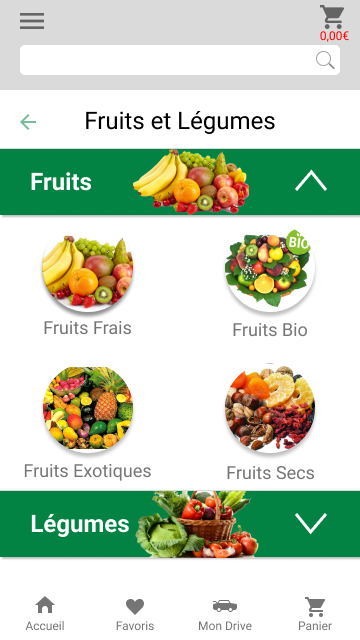 0,00€
Fruits et Légumes
Fruits
BIO
Fruits Frais
Fruits Bio
Fruits Exotiques
Fruits Secs
Légumes
Accueil
Favoris
Mon Drive
Panier